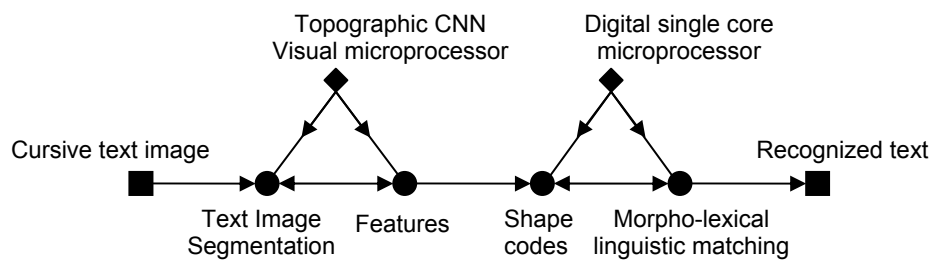 Topographic CNN
Visual microprocessor
Digital single core
microprocessor
Cursive text image
Recognized text
Text Image
Segmentation
Features
Shape
codes
Morpho-lexical
linguistic matching